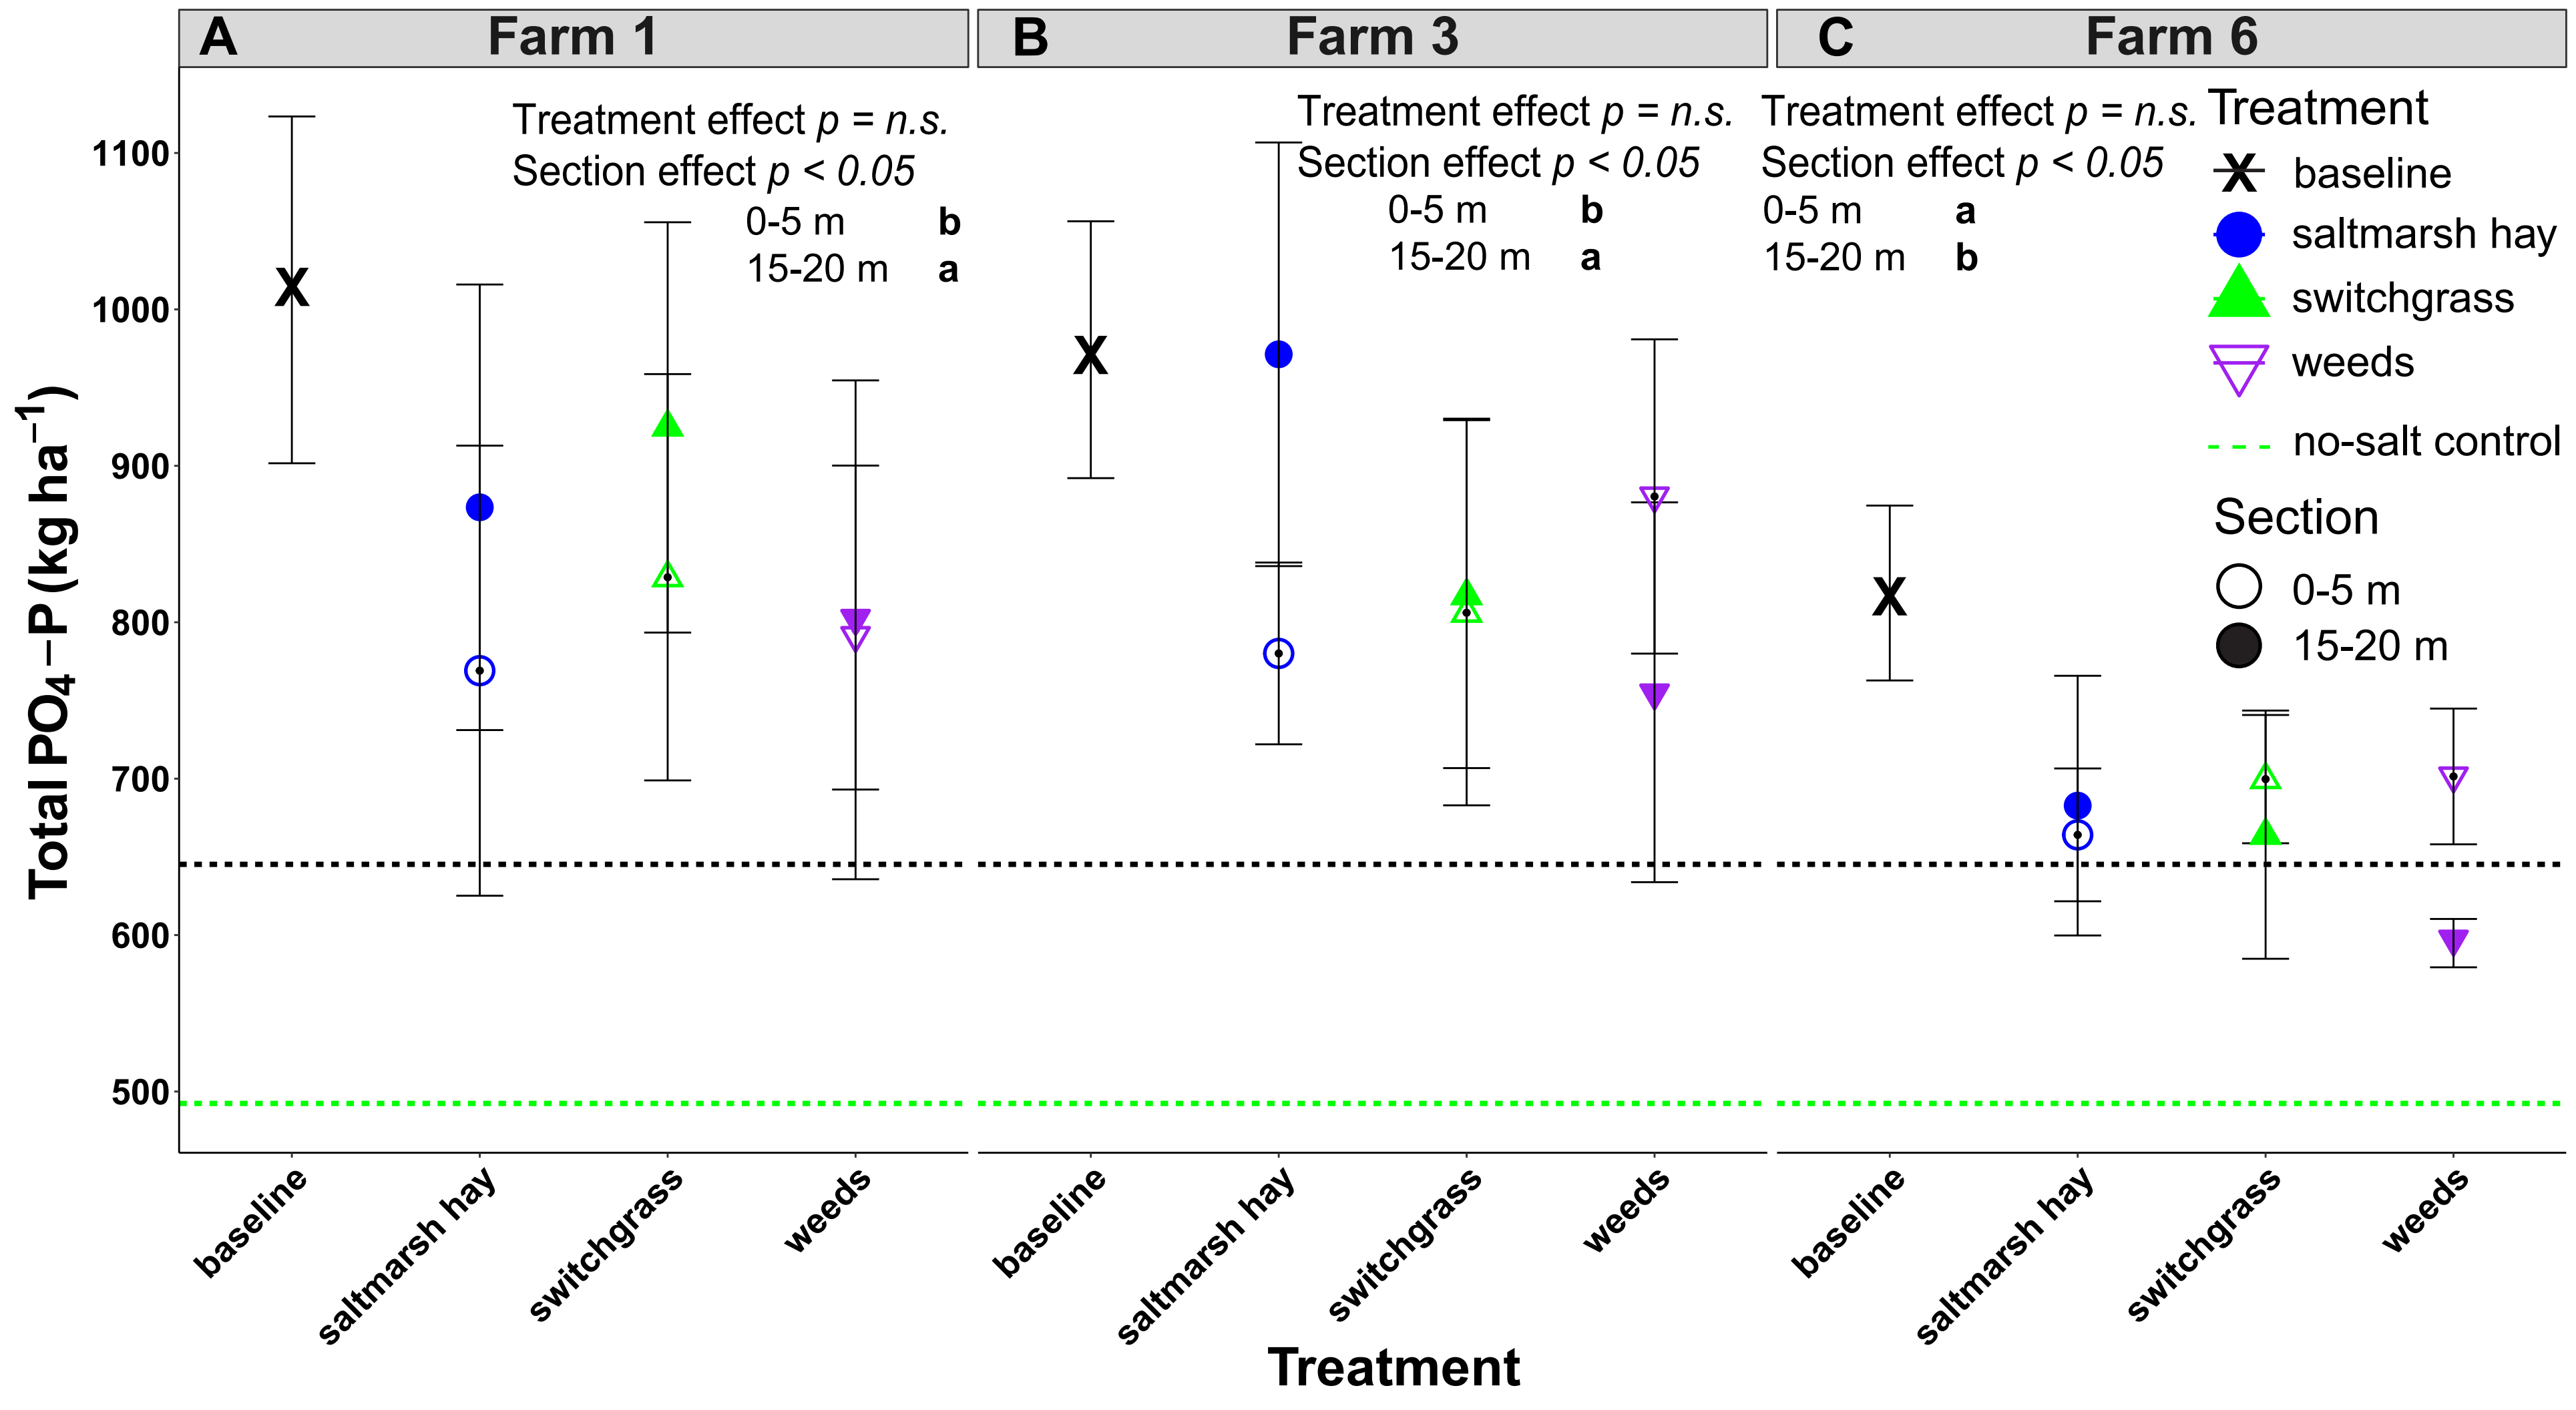 A Farm 1
B Farm 3
C Farm 6
Total PO₄−P (kg ha⁻¹)
1100
1000
900
800
700
600
500
Treatment effect p = n.s.
Section effect p < 0.05
0-5 m b
15-20 m a
Treatment effect p = n.s.
Section effect p < 0.05
0-5 m b
15-20 m a
Treatment effect p = n.s.
Section effect p < 0.05
0-5 m a
15-20 m b
Treatment
baseline
saltmarsh hay
switchgrass
weeds
no-salt control
Section
0-5 m
15-20 m
baseline
saltmarsh hay
switchgrass
weeds
baseline
saltmarsh hay
switchgrass
weeds
baseline
saltmarsh hay
switchgrass
weeds
Treatment